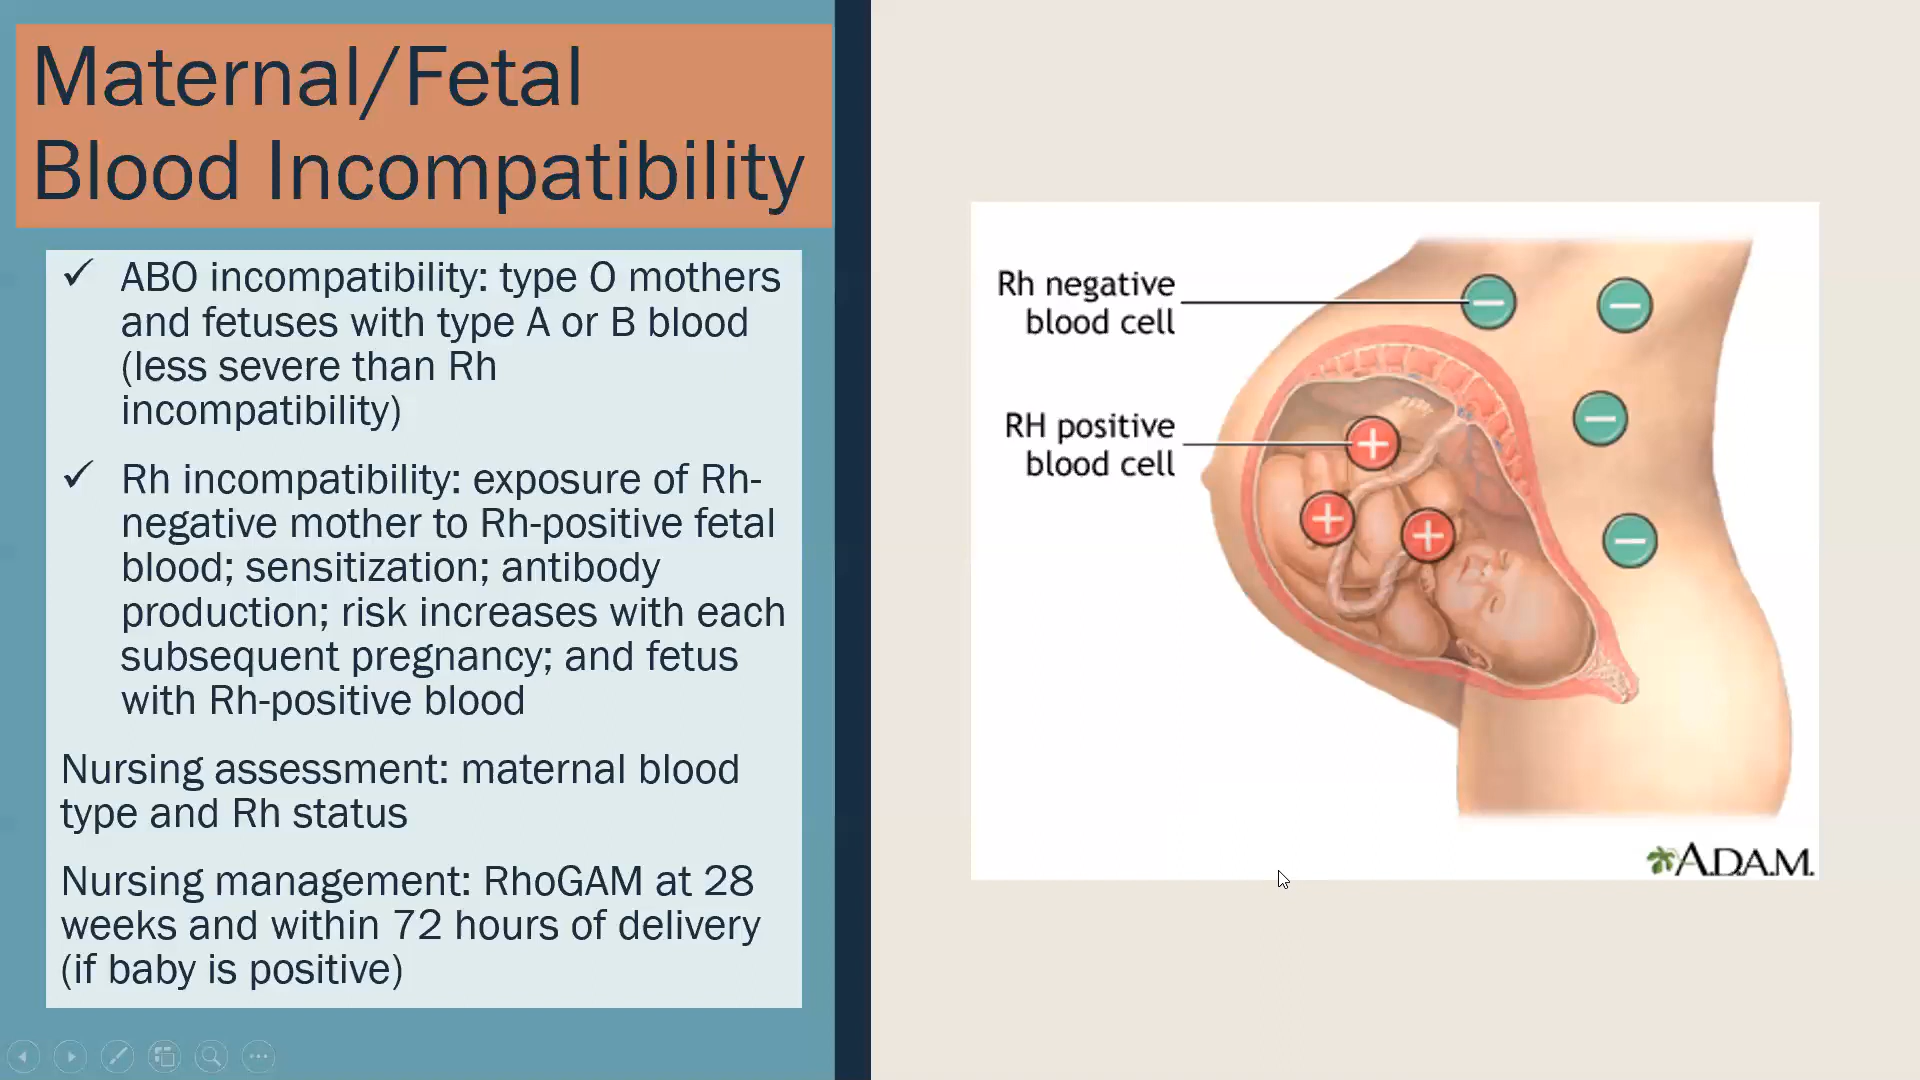 Maternal/Fetal
Blood Incompatibility
✓ ABO incompatibility: type O mothers
and fetuses with type A or B blood
(less severe than Rh
incompatibility)
✓ Rh incompatibility: exposure of Rh-
negative mother to Rh-positive fetal
blood; sensitization; antibody
production; risk increases with each
subsequent pregnancy; and fetus
with Rh-positive blood
Nursing assessment: maternal blood
type and Rh status
Nursing management: RhoGAM at 28
weeks and within 72 hours of delivery
(if baby is positive)
Rh negative
blood cell
RH positive
blood cell
A.D.A.M.